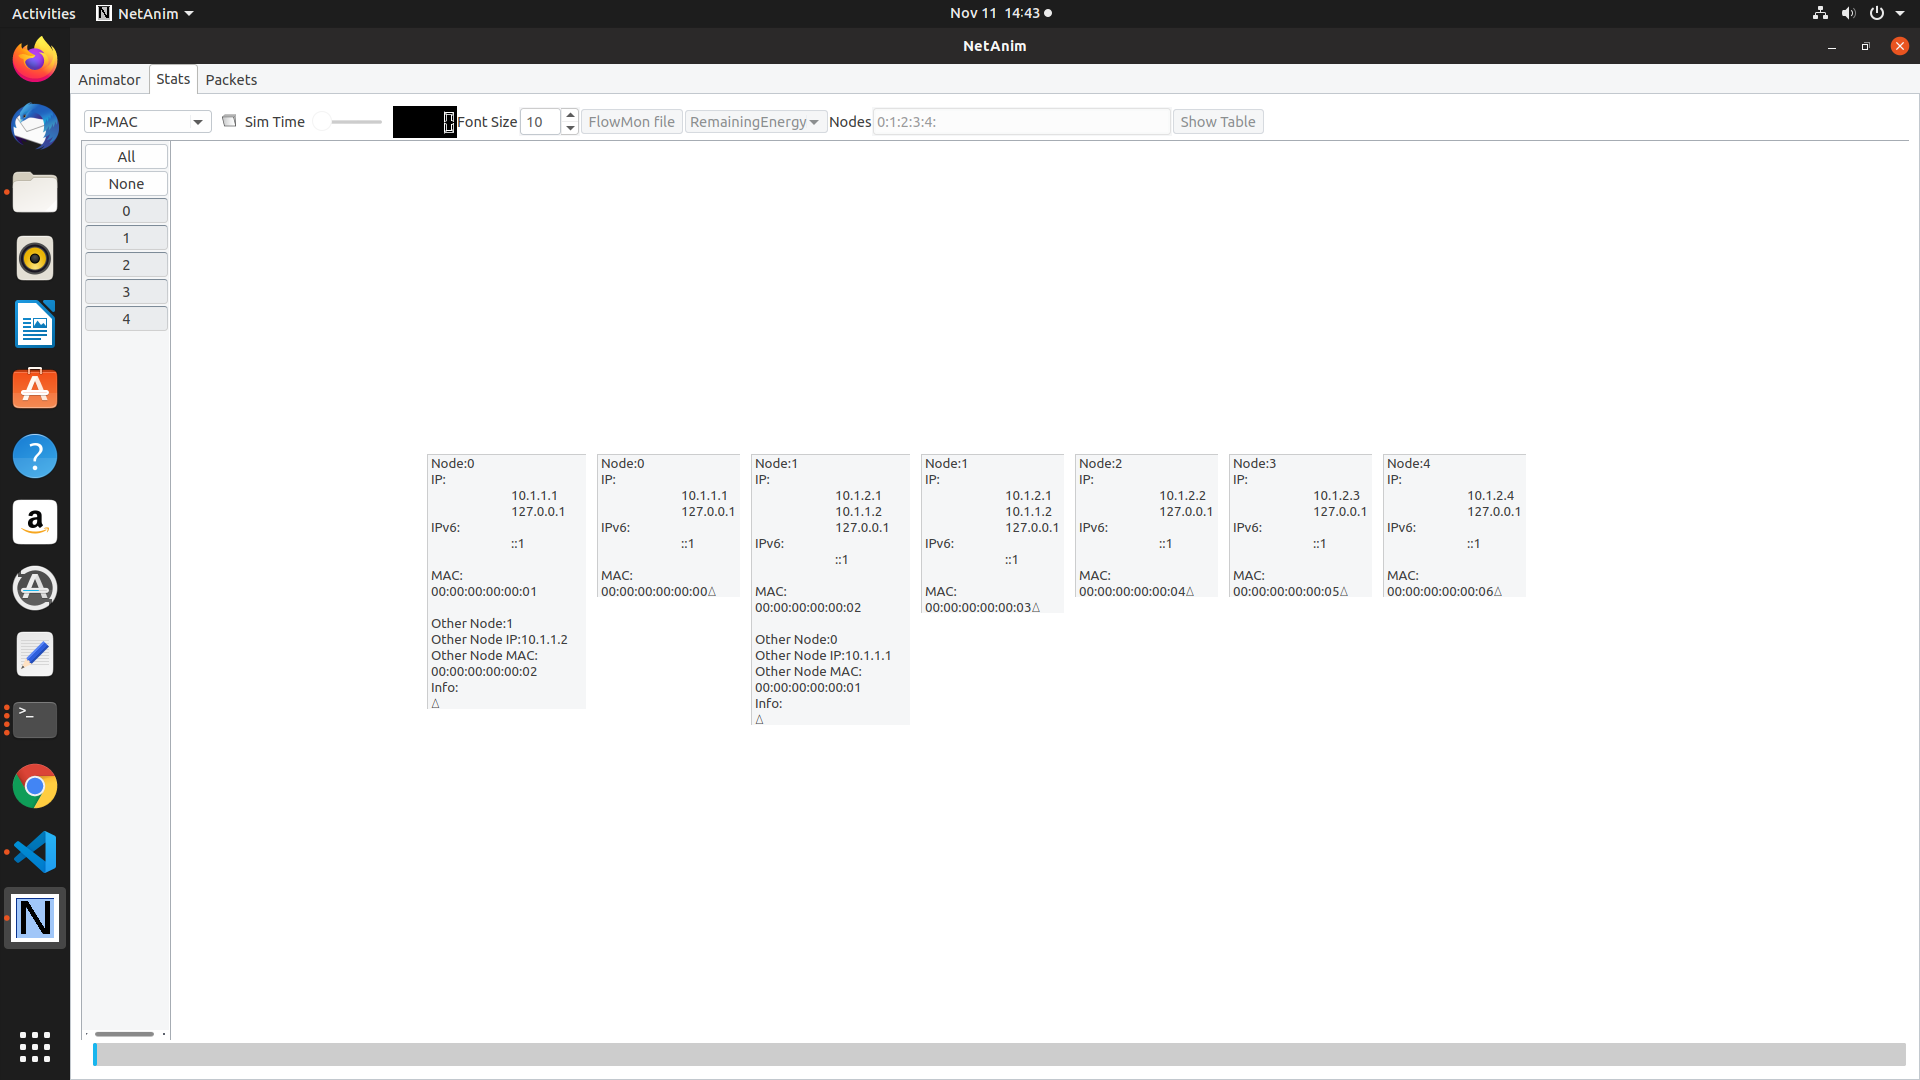 Activities
NetAnim
Nov 11 14:43
NetAnim
Animator
Stats
Packets
IP-MAC
Sim Time
Font Size
10
FlowMon file
RemainingEnergy
Nodes
0:1:2:3:4:
Show Table
All
None
0
1
2
3
4
Node:0
IP:
10.1.1.1
127.0.0.1
IPv6:
::1
MAC:
00:00:00:00:00:01
Other Node:1
Other Node IP:10.1.1.2
Other Node MAC:
00:00:00:00:00:02
Info:
Node:0
IP:
10.1.1.1
127.0.0.1
IPv6:
::1
MAC:
00:00:00:00:00:00
Node:1
IP:
10.1.2.1
10.1.1.2
127.0.0.1
IPv6:
::1
MAC:
00:00:00:00:00:02
Other Node:0
Other Node IP:10.1.1.1
Other Node MAC:
00:00:00:00:00:01
Info:
Node:1
IP:
10.1.2.1
10.1.1.2
127.0.0.1
IPv6:
::1
MAC:
00:00:00:00:00:03
Node:2
IP:
10.1.2.2
127.0.0.1
IPv6:
::1
MAC:
00:00:00:00:00:04
Node:3
IP:
10.1.2.3
127.0.0.1
IPv6:
::1
MAC:
00:00:00:00:00:05
Node:4
IP:
10.1.2.4
127.0.0.1
IPv6:
::1
MAC:
00:00:00:00:00:06